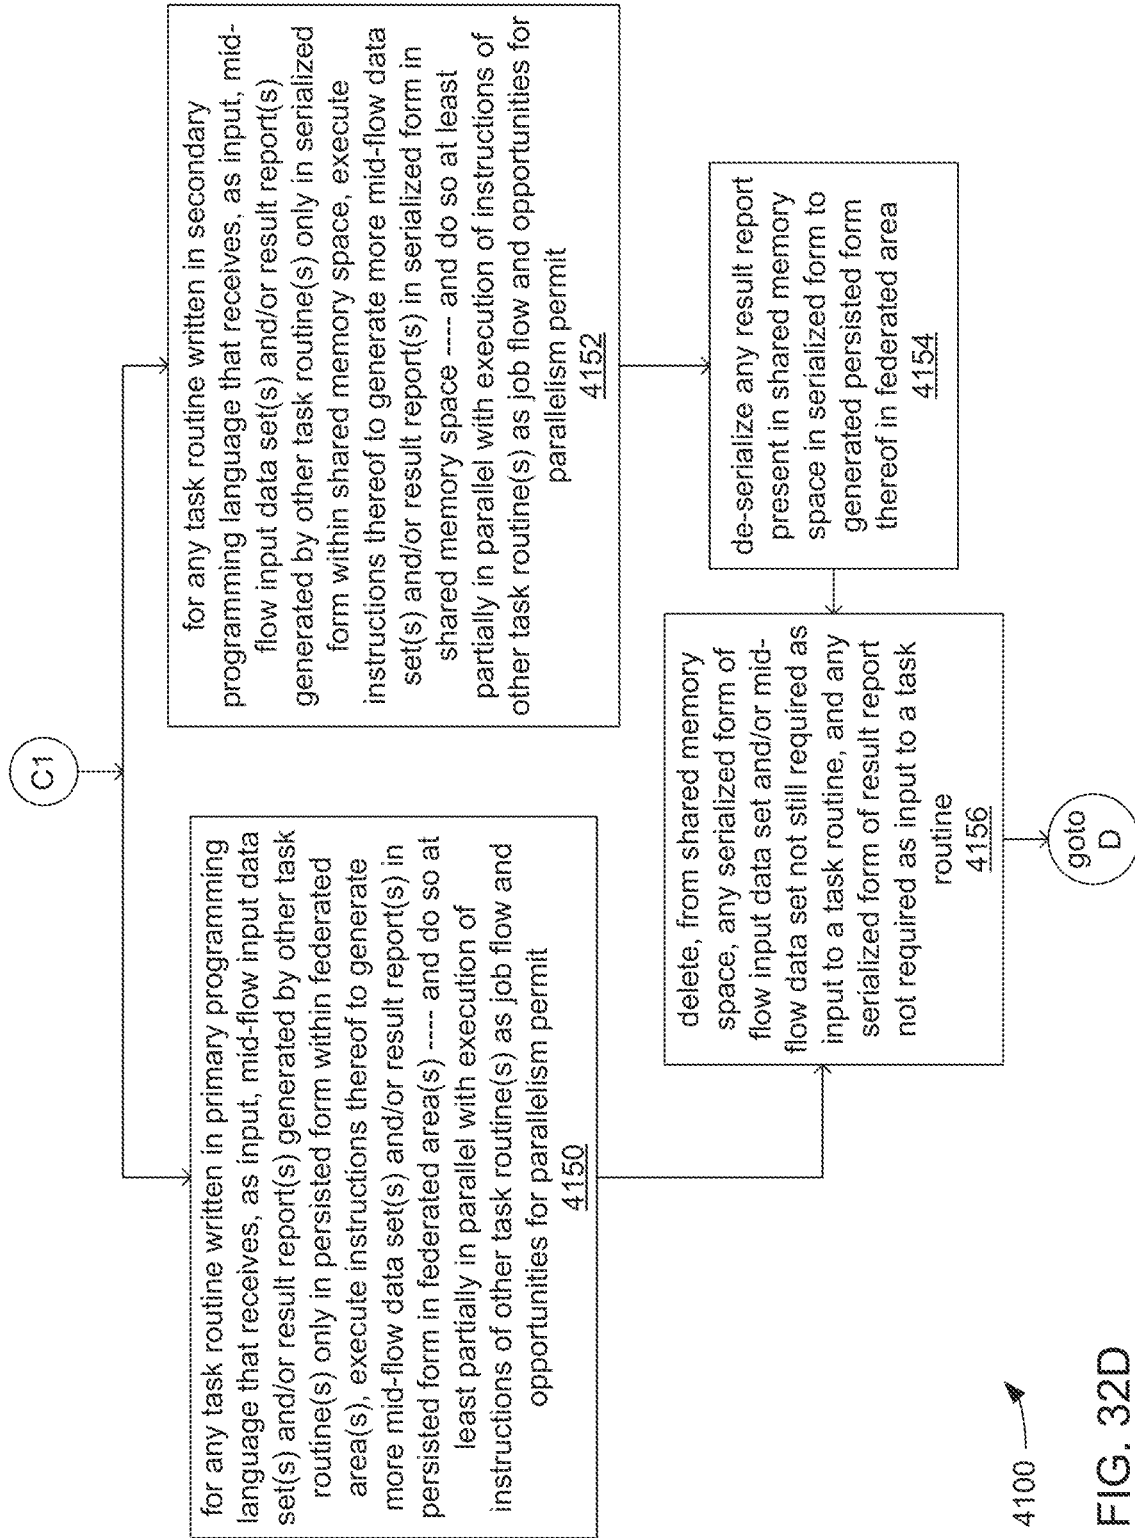 C1
for any task routine written in primary programming
language that receives, as input, mid-flow input data
set(s) and/or result report(s) generated by other task
routine(s) only in persisted form within federated
area(s), execute instructions thereof to generate
more mid-flow data set(s) and/or result report(s) in
persisted form in federated area(s) ---- and do so at
least partially in parallel with execution of
instructions of other task routine(s) as job flow and
opportunities for parallelism permit
4150
for any task routine written in secondary
programming language that receives, as input, mid-
flow input data set(s) and/or result report(s)
generated by other task routine(s) only in serialized
form within shared memory space, execute
instructions thereof to generate more mid-flow data
set(s) and/or result report(s) in serialized form in
shared memory space ---- and do so at least
partially in parallel with execution of instructions of
other task routine(s) as job flow and opportunities for
parallelism permit
4152
de-serialize any result report
present in shared memory
space in serialized form to
generated persisted form
thereof in federated area
4154
delete, from shared memory
space, any serialized form of
flow input data set and/or mid-
flow data set not still required as
input to a task routine, and any
serialized form of result report
not required as input to a task
routine
4156
goto
D
4100
FIG. 32D